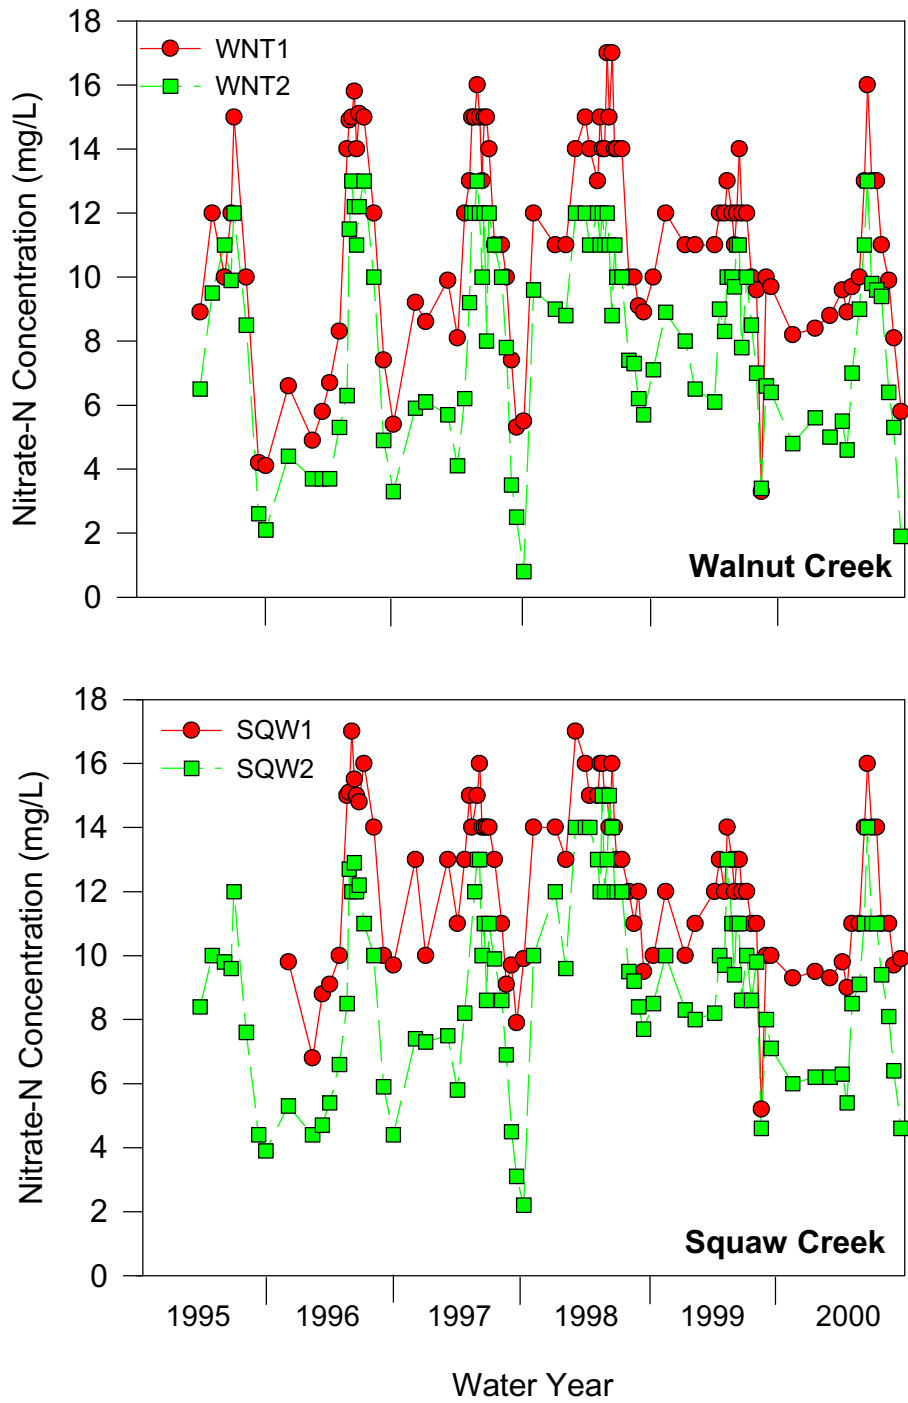 18
WNT1
16
WNT2
14
12
10
8
6
4
2
0
Nitrate-N Concentration (mg/L)
Walnut Creek
18
SQW1
16
SQW2
14
12
10
8
6
4
2
0
Nitrate-N Concentration (mg/L)
Squaw Creek
1995 1996 1997 1998 1999 2000
Water Year